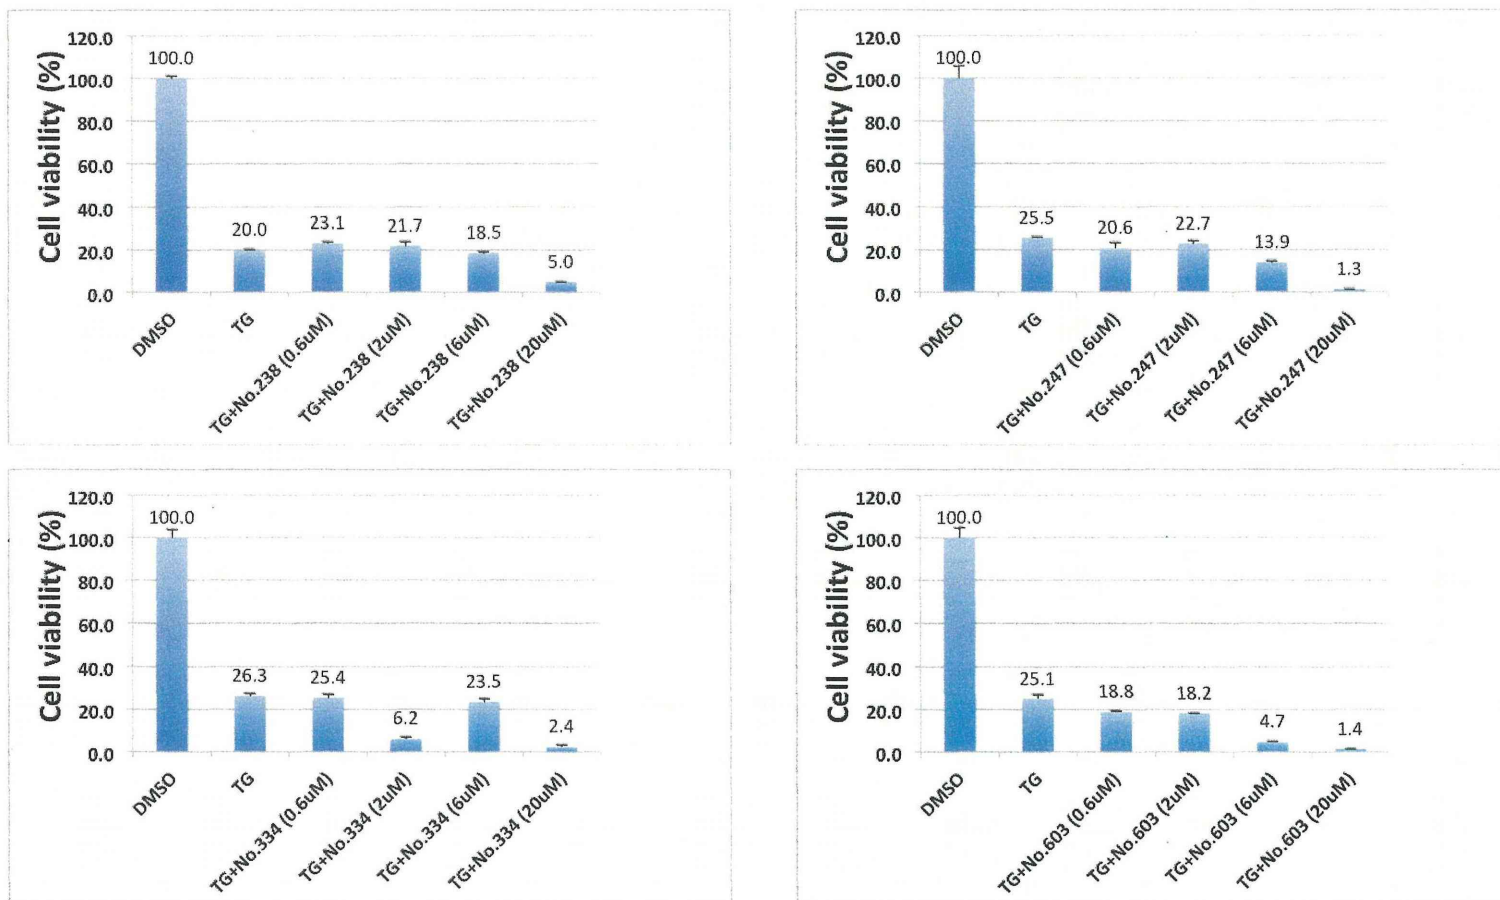 Cell viability (%)
120.0
100.0
80.0
60.0
40.0
20.0
0.0
100.0
20.0
23.1
21.7
18.5
5.0
DMSO
TG
TG+No.238 (0.6uM)
TG+No.238 (2uM)
TG+No.238 (6uM)
TG+No.238 (20uM)
Cell viability (%)
120.0
100.0
80.0
60.0
40.0
20.0
0.0
100.0
25.5
20.6
22.7
13.9
1.3
DMSO
TG
TG+No.247 (0.6uM)
TG+No.247 (2uM)
TG+No.247 (6uM)
TG+No.247 (20uM)
Cell viability (%)
120.0
100.0
80.0
60.0
40.0
20.0
0.0
100.0
26.3
25.4
6.2
23.5
2.4
DMSO
TG
TG+No.334 (0.6uM)
TG+No.334 (2uM)
TG+No.334 (6uM)
TG+No.334 (20uM)
Cell viability (%)
120.0
100.0
80.0
60.0
40.0
20.0
0.0
100.0
25.1
18.8
18.2
4.7
1.4
DMSO
TG
TG+No.603 (0.6uM)
TG+No.603 (2uM)
TG+No.603 (6uM)
TG+No.603 (20uM)